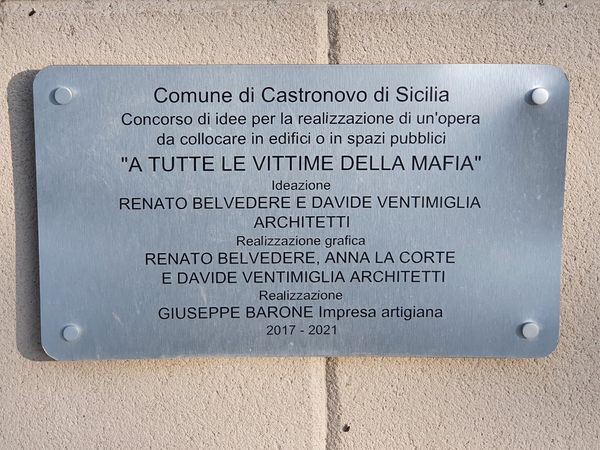 Comune di Castronovo di Sicilia
Concorso di idee per la realizzazione di un'opera
da collocare in edifici o in spazi pubblici
"A TUTTE LE VITTIME DELLA MAFIA"
Ideazione
RENATO BELVEDERE E DAVIDE VENTIMIGLIA
ARCHITETTI
Realizzazione grafica
RENATO BELVEDERE, ANNA LA CORTE
E DAVIDE VENTIMIGLIA ARCHITETTI
Realizzazione
GIUSEPPE BARONE Impresa artigiana
2017 - 2021